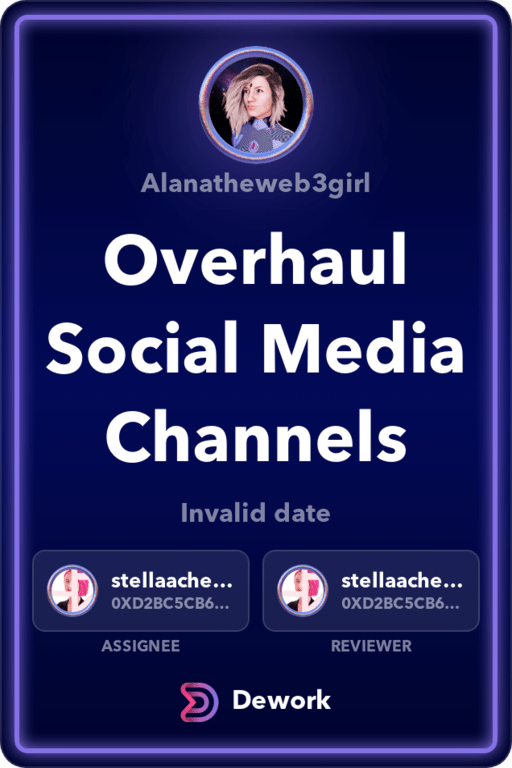 Alanatheweb3girl
Overhaul
Social Media
Channels
Invalid date
stellaache...
0XD2BC5CB6...
stellaache...
0XD2BC5CB6...
ASSIGNEE
REVIEWER
Dework